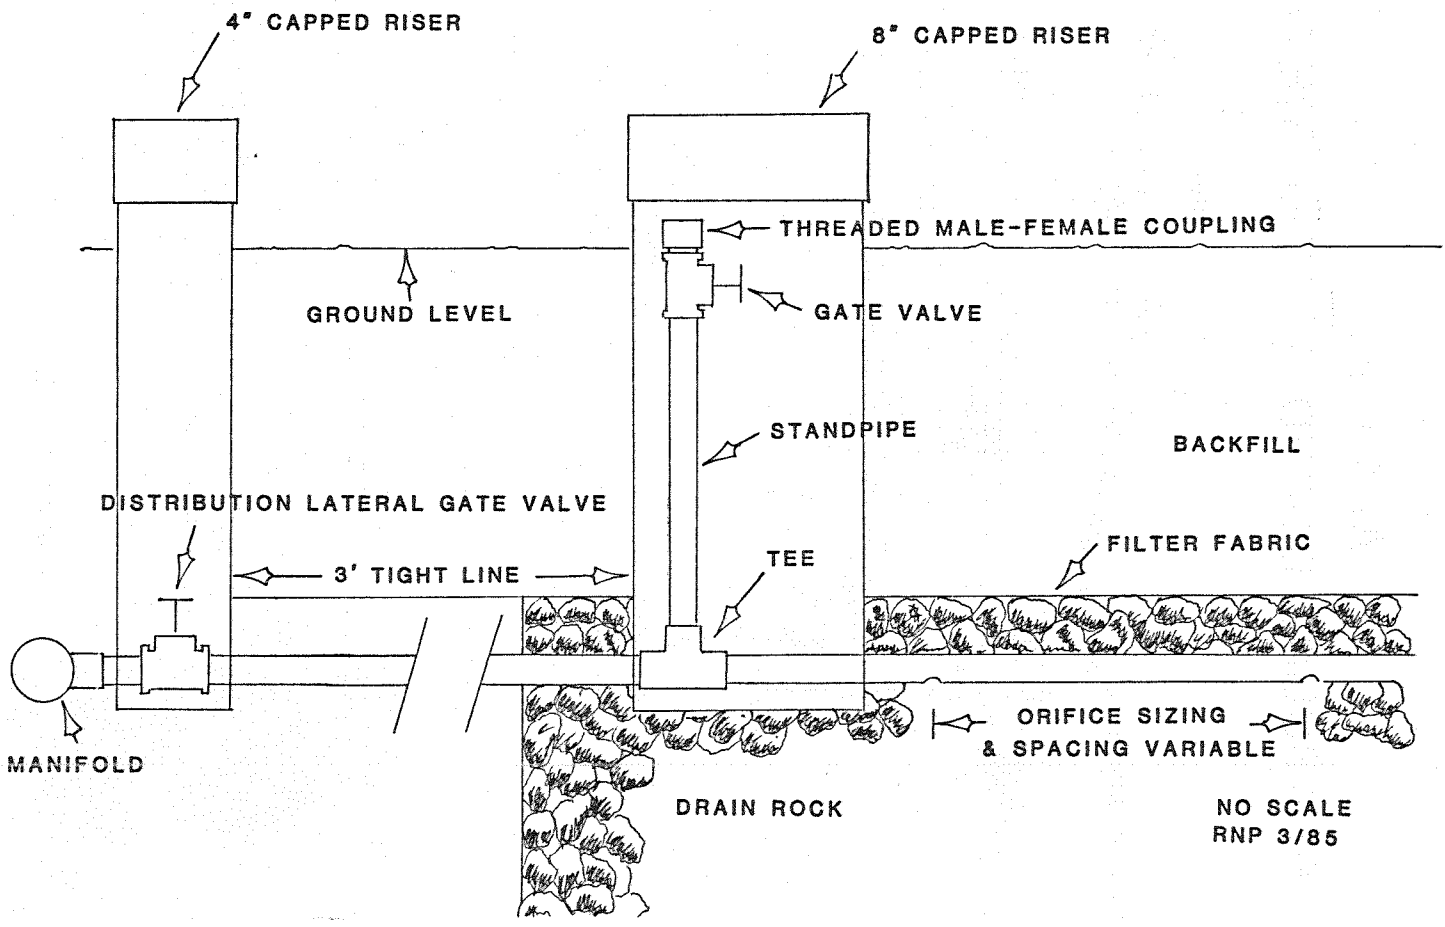 4" CAPPED RISER
8" CAPPED RISER
THREADED MALE-FEMALE COUPLING
GROUND LEVEL
GATE VALVE
STANDPIPE
BACKFILL
DISTRIBUTION LATERAL GATE VALVE
FILTER FABRIC
TEE
3' TIGHT LINE
MANIFOLD
ORIFICE SIZING
& SPACING VARIABLE
DRAIN ROCK
NO SCALE
RNP 3/85